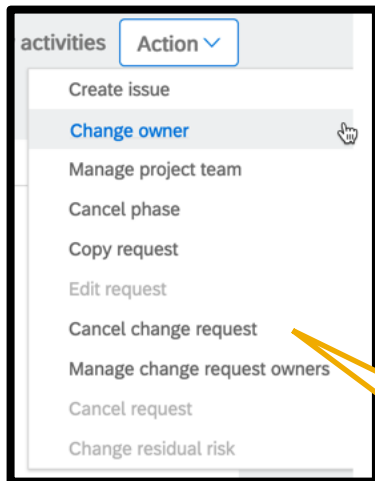 activities Action
Create issue
Change owner
Manage project team
Cancel phase
Copy request
Edit request
Cancel change request
Manage change request owners
Cancel request
Change residual risk